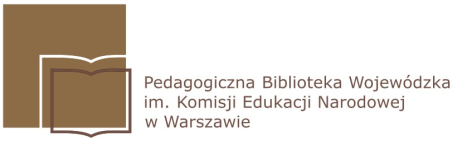 Pedagogiczna Biblioteka Wojewódzka
im. Komisji Edukacji Narodowej
w Warszawie